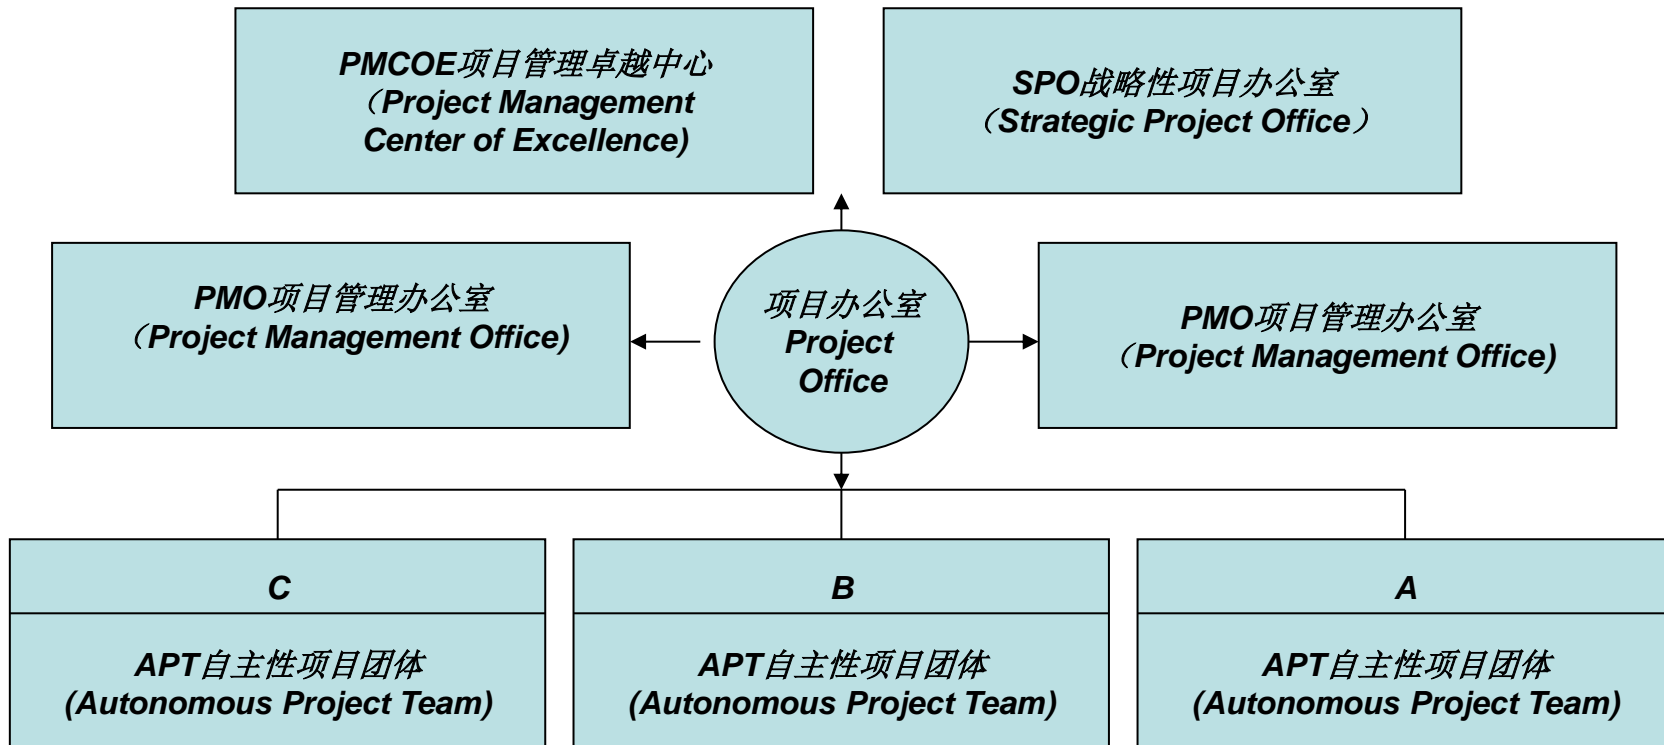 PMCOE项目管理卓越中心
（Project Management
Center of Excellence)
SPO战略性项目办公室
（Strategic Project Office）
PMO项目管理办公室
（Project Management Office)
项目办公室
Project
Office
PMO项目管理办公室
（Project Management Office)
C
APT自主性项目团体
(Autonomous Project Team)
B
APT自主性项目团体
(Autonomous Project Team)
A
APT自主性项目团体
(Autonomous Project Team)